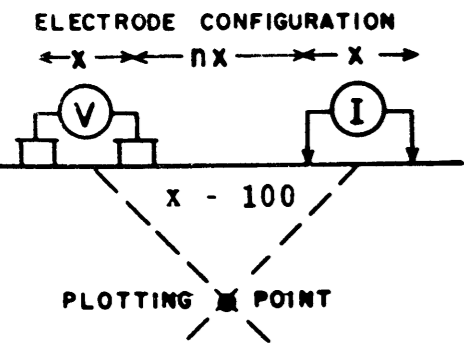 ELECTRODE CONFIGURATION
x nx x
V I
x - 100
PLOTTING POINT